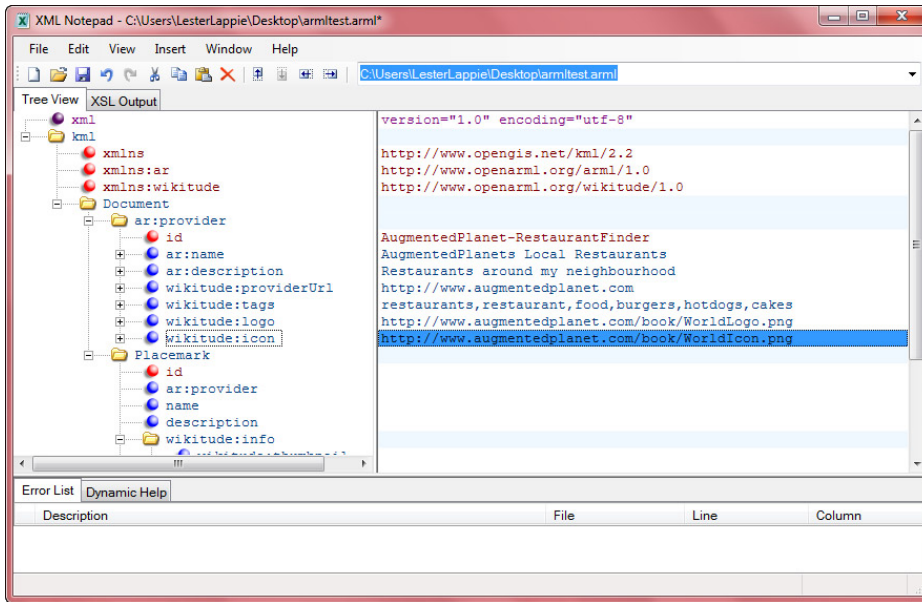 XML Notepad - C:\Users\LesterLappie\Desktop\armltest.arml*
File Edit View Insert Window Help
C:\Users\LesterLappie\Desktop\armltest.arml
Tree View XSL Output
xml version="1.0" encoding="utf-8"
kml
xmlns http://www.opengis.net/kml/2.2
xmlns:ar http://www.openarml.org/arml/1.0
xmlns:wikitude http://www.openarml.org/wikitude/1.0
Document
ar:provider
id AugmentedPlanet-RestaurantFinder
ar:name AugmentedPlanets Local Restaurants
ar:description Restaurants around my neighbourhood
wikitude:providerUrl http://www.augmentedplanet.com
wikitude:tags restaurants,restaurant,food,burgers,hotdogs,cakes
wikitude:logo http://www.augmentedplanet.com/book/WorldLogo.png
wikitude:icon http://www.augmentedplanet.com/book/WorldIcon.png
Placemark
id
ar:provider
name
description
wikitude:info
Error List Dynamic Help
Description File Line Column